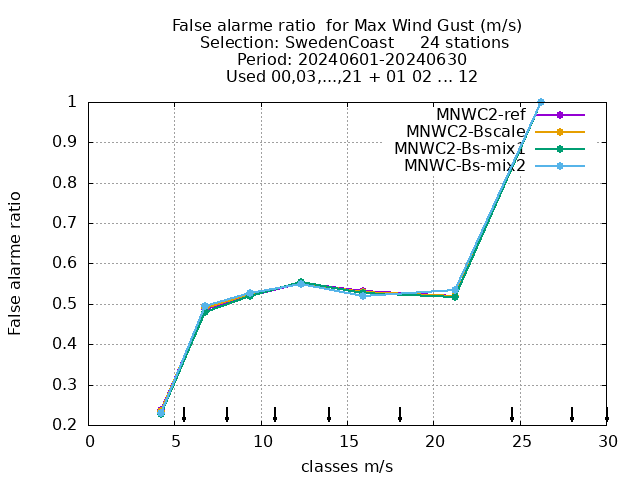 False alarme ratio  for Max Wind Gust (m/s)
Selection: SwedenCoast     24 stations
Period: 20240601-20240630
Used 00,03,...,21 + 01 02 ... 12
MNWC2-ref
MNWC2-Bscale
MNWC2-Bs-mix1
MNWC-Bs-mix2
False alarme ratio
1
0.9
0.8
0.7
0.6
0.5
0.4
0.3
0.2
0 5 10 15 20 25 30
classes m/s